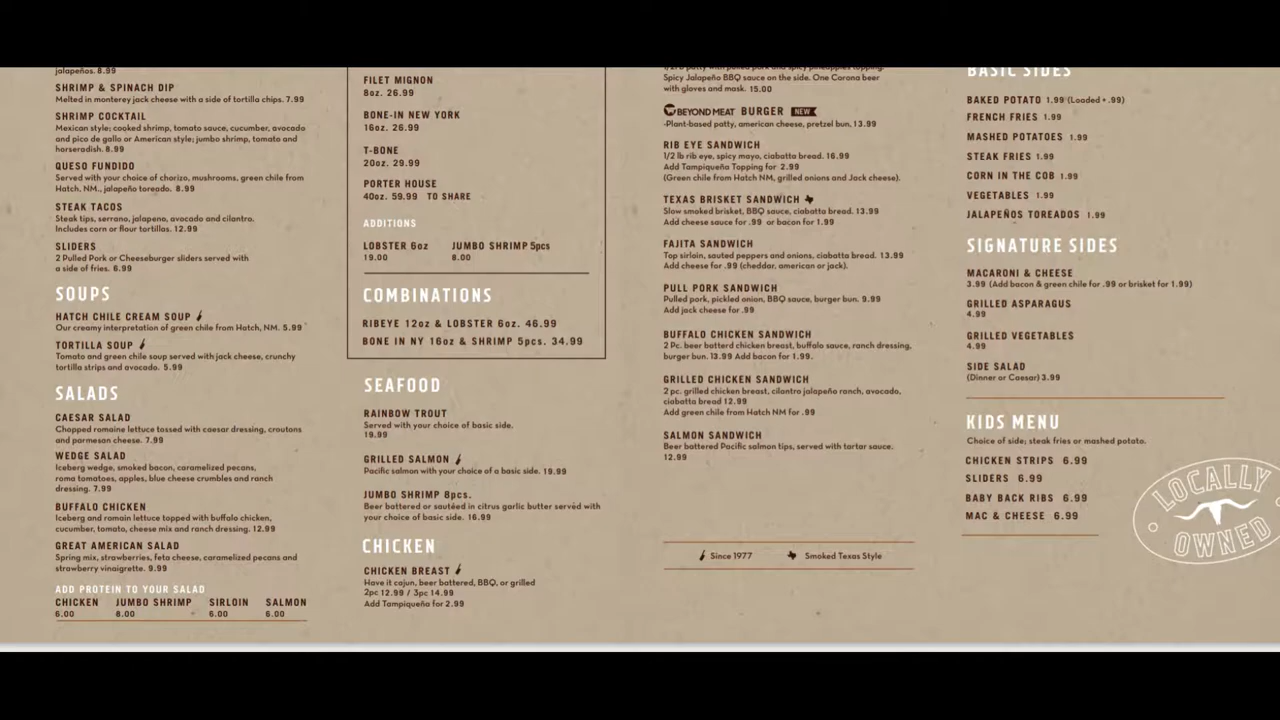 jalapeños. 8.99
SHRIMP & SPINACH DIP
Melted in monterey jack cheese with a side of tortilla chips. 7.99
SHRIMP COCKTAIL
Mexican style; cooked shrimp, tomato sauce, cucumber, avocado
and pico de gallo or American style; jumbo shrimp, tomato and
horseradish. 8.99
QUESO FUNDIDO
Served with your choice of chorizo, mushrooms, green chile from
Hatch, NM., jalapeño toreado. 8.99
STEAK TACOS
Steak tips, serrano, jalapeno, avocado and cilantro.
Includes corn or flour tortillas. 12.99
SLIDERS
2 Pulled Pork or Cheeseburger sliders served with
a side of fries. 6.99
SOUPS
HATCH CHILE CREAM SOUP
Our creamy interpretation of green chile from Hatch, NM. 5.99
TORTILLA SOUP
Tomato and green chile soup served with jack cheese, crunchy
tortilla strips and avocado. 5.99
SALADS
CAESAR SALAD
Chopped romaine lettuce tossed with caesar dressing, croutons
and parmesan cheese. 7.99
WEDGE SALAD
Iceberg wedge, smoked bacon, caramelized pecans,
roma tomatoes, apples, blue cheese crumbles and ranch
dressing. 7.99
BUFFALO CHICKEN
Iceberg and romain lettuce topped with buffalo chicken,
cucumber, tomato, cheese mix and ranch dressing. 12.99
GREAT AMERICAN SALAD
Spring mix, strawberries, feta cheese, caramelized pecans and
strawberry vinaigrette. 9.99
ADD PROTEIN TO YOUR SALAD
CHICKEN JUMBO SHRIMP SIRLOIN SALMON
6.00 8.00 6.00 6.00
FILET MIGNON
8oz. 26.99
BONE-IN NEW YORK
16oz. 26.99
T-BONE
20oz. 29.99
PORTER HOUSE
40oz. 59.99 TO SHARE
ADDITIONS
LOBSTER 6oz JUMBO SHRIMP 5pcs
19.00 8.00
COMBINATIONS
RIBEYE 12oz & LOBSTER 6oz. 46.99
BONE IN NY 16oz & SHRIMP 5pcs. 34.99
SEAFOOD
RAINBOW TROUT
Served with your choice of basic side.
19.99
GRILLED SALMON
Pacific salmon with your choice of a basic side. 19.99
JUMBO SHRIMP 8pcs.
Beer battered or sautéed in citrus garlic butter served with
your choice of basic side. 16.99
CHICKEN
CHICKEN BREAST
Have it cajun, beer battered, BBQ, or grilled
2pc 12.99 / 3pc 14.99
Add Tampiqueña for 2.99
1/2lb patty with pulled pork and spicy pineapples topping.
Spicy Jalapeño BBQ sauce on the side. One Corona beer
with gloves and mask. 15.00
BEYOND MEAT BURGER NEW
-Plant-based patty, american cheese, pretzel bun. 13.99
RIB EYE SANDWICH
1/2 lb rib eye, spicy mayo, ciabatta bread. 16.99
Add Tampiqueña Topping for 2.99
(Green chile from Hatch NM, grilled onions and Jack cheese).
TEXAS BRISKET SANDWICH
Slow smoked brisket, BBQ sauce, ciabatta bread. 13.99
Add cheese sauce for .99 or bacon for 1.99
FAJITA SANDWICH
Top sirloin, sauted peppers and onions, ciabatta bread. 13.99
Add cheese for .99 (cheddar, american or jack).
PULL PORK SANDWICH
Pulled pork, pickled onion, BBQ sauce, burger bun. 9.99
Add jack cheese for .99
BUFFALO CHICKEN SANDWICH
2 Pc. beer batterd chicken breast, buffalo sauce, ranch dressing,
burger bun. 13.99 Add bacon for 1.99.
GRILLED CHICKEN SANDWICH
2 pc. grilled chicken breast, cilantro jalapeño ranch, avocado,
ciabatta bread 12.99
Add green chile from Hatch NM for .99
SALMON SANDWICH
Beer battered Pacific salmon tips, served with tartar sauce.
12.99
Since 1977 Smoked Texas Style
BASIC SIDES
BAKED POTATO 1.99 (Loaded + .99)
FRENCH FRIES 1.99
MASHED POTATOES 1.99
STEAK FRIES 1.99
CORN IN THE COB 1.99
VEGETABLES 1.99
JALAPEÑOS TOREADOS 1.99
SIGNATURE SIDES
MACARONI & CHEESE
3.99 (Add bacon & green chile for .99 or brisket for 1.99)
GRILLED ASPARAGUS
4.99
GRILLED VEGETABLES
4.99
SIDE SALAD
(Dinner or Caesar) 3.99
KIDS MENU
Choice of side; steak fries or mashed potato.
CHICKEN STRIPS 6.99
SLIDERS 6.99
BABY BACK RIBS 6.99
MAC & CHEESE 6.99
LOCALLY
OWNED